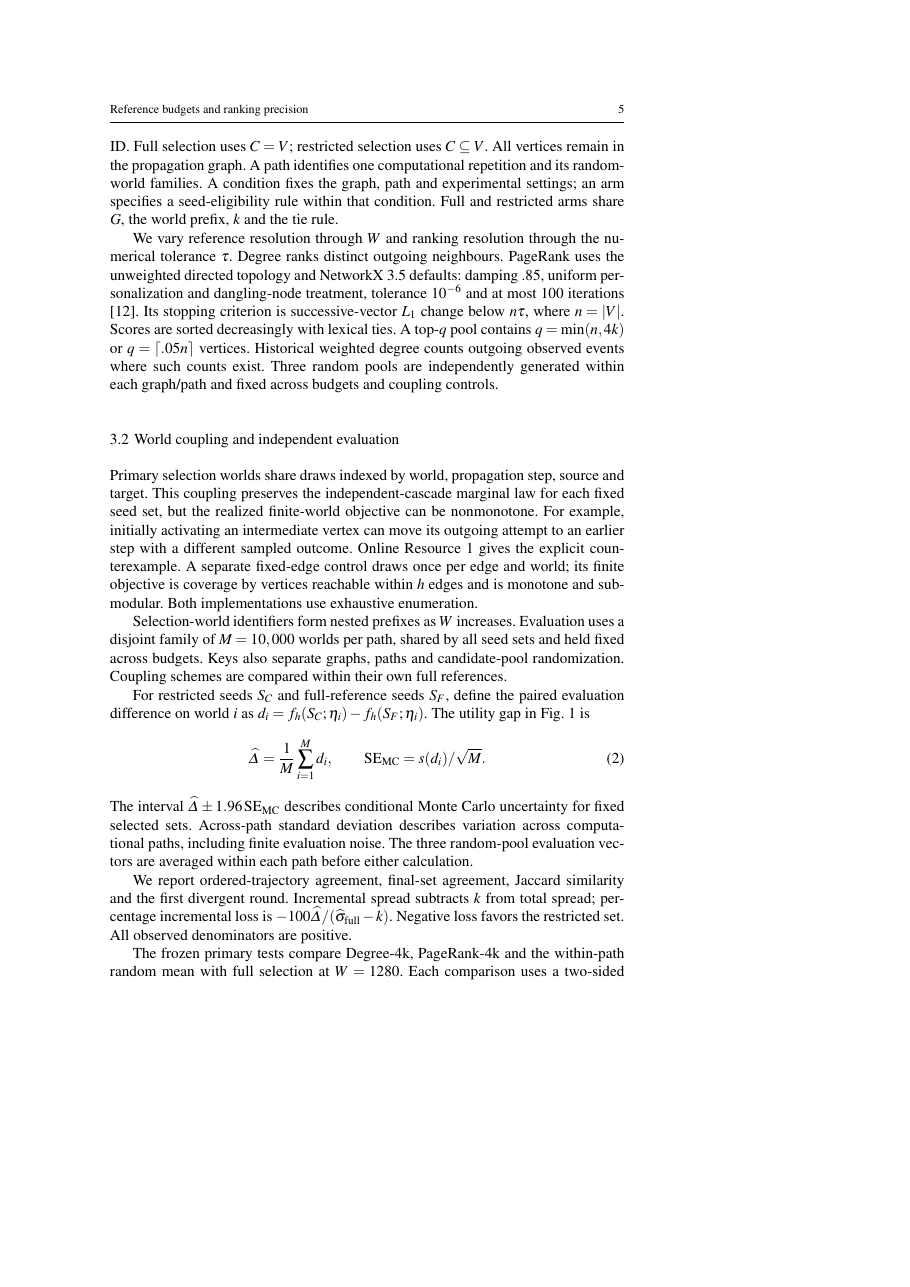 Reference budgets and ranking precision 5
ID. Full selection uses C = V; restricted selection uses C ⊆ V. All vertices remain in
the propagation graph. A path identifies one computational repetition and its random-
world families. A condition fixes the graph, path and experimental settings; an arm
specifies a seed-eligibility rule within that condition. Full and restricted arms share
G, the world prefix, k and the tie rule.
We vary reference resolution through W and ranking resolution through the nu-
merical tolerance τ. Degree ranks distinct outgoing neighbours. PageRank uses the
unweighted directed topology and NetworkX 3.5 defaults: damping .85, uniform per-
sonalization and dangling-node treatment, tolerance 10⁻⁶ and at most 100 iterations
[12]. Its stopping criterion is successive-vector L₁ change below nτ, where n = |V|.
Scores are sorted decreasingly with lexical ties. A top-q pool contains q = min(n, 4k)
or q = ⌈.05n⌉ vertices. Historical weighted degree counts outgoing observed events
where such counts exist. Three random pools are independently generated within
each graph/path and fixed across budgets and coupling controls.
3.2 World coupling and independent evaluation
Primary selection worlds share draws indexed by world, propagation step, source and
target. This coupling preserves the independent-cascade marginal law for each fixed
seed set, but the realized finite-world objective can be nonmonotone. For example,
initially activating an intermediate vertex can move its outgoing attempt to an earlier
step with a different sampled outcome. Online Resource 1 gives the explicit coun-
terexample. A separate fixed-edge control draws once per edge and world; its finite
objective is coverage by vertices reachable within h edges and is monotone and sub-
modular. Both implementations use exhaustive enumeration.
Selection-world identifiers form nested prefixes as W increases. Evaluation uses a
disjoint family of M = 10,000 worlds per path, shared by all seed sets and held fixed
across budgets. Keys also separate graphs, paths and candidate-pool randomization.
Coupling schemes are compared within their own full references.
For restricted seeds S_C and full-reference seeds S_F, define the paired evaluation
difference on world i as d_i = f_h(S_C; η_i) − f_h(S_F; η_i). The utility gap in Fig. 1 is
Δ̂ = 1/M ∑_{i=1}^{M} d_i, SE_MC = s(d_i)/√M. (2)
The interval Δ̂ ± 1.96 SE_MC describes conditional Monte Carlo uncertainty for fixed
selected sets. Across-path standard deviation describes variation across computa-
tional paths, including finite evaluation noise. The three random-pool evaluation vec-
tors are averaged within each path before either calculation.
We report ordered-trajectory agreement, final-set agreement, Jaccard similarity
and the first divergent round. Incremental spread subtracts k from total spread; per-
centage incremental loss is −100Δ̂/(σ̂_full − k). Negative loss favors the restricted set.
All observed denominators are positive.
The frozen primary tests compare Degree-4k, PageRank-4k and the within-path
random mean with full selection at W = 1280. Each comparison uses a two-sided